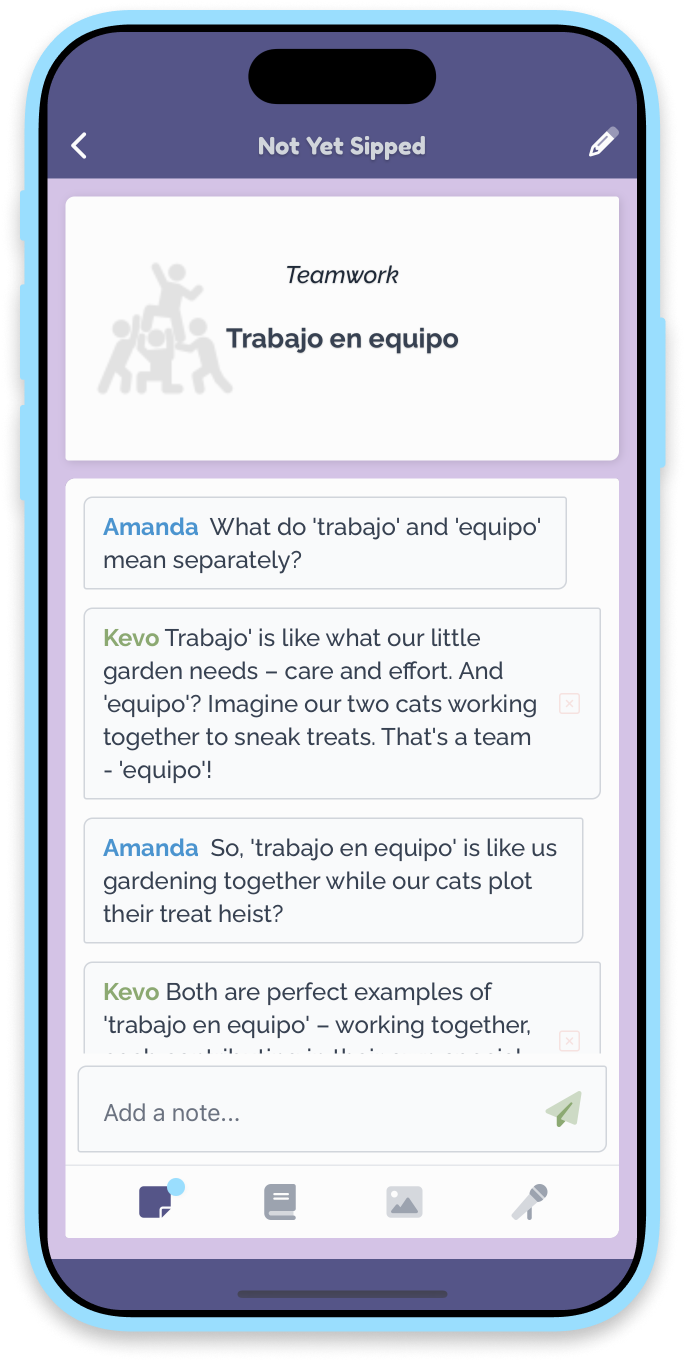 Not Yet Sipped
Teamwork
Trabajo en equipo
Amanda What do 'trabajo' and 'equipo'
mean separately?
Kevo Trabajo' is like what our little
garden needs – care and effort. And
'equipo'? Imagine our two cats working
together to sneak treats. That's a team
- 'equipo'!
Amanda So, 'trabajo en equipo' is like us
gardening together while our cats plot
their treat heist?
Kevo Both are perfect examples of
'trabajo en equipo' – working together,
Add a note...